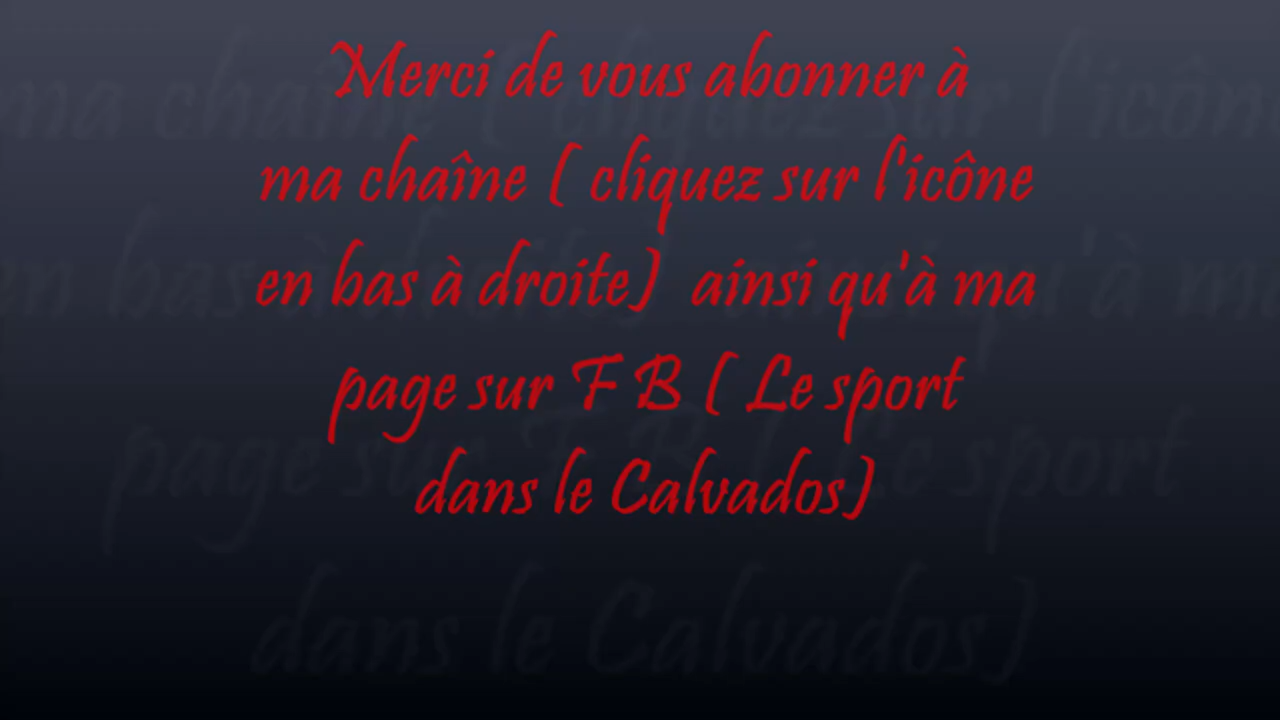 Merci de vous abonner à
ma chaîne ( cliquez sur l'icône
en bas à droite)  ainsi qu'à ma
page sur F B ( Le sport
dans le Calvados)